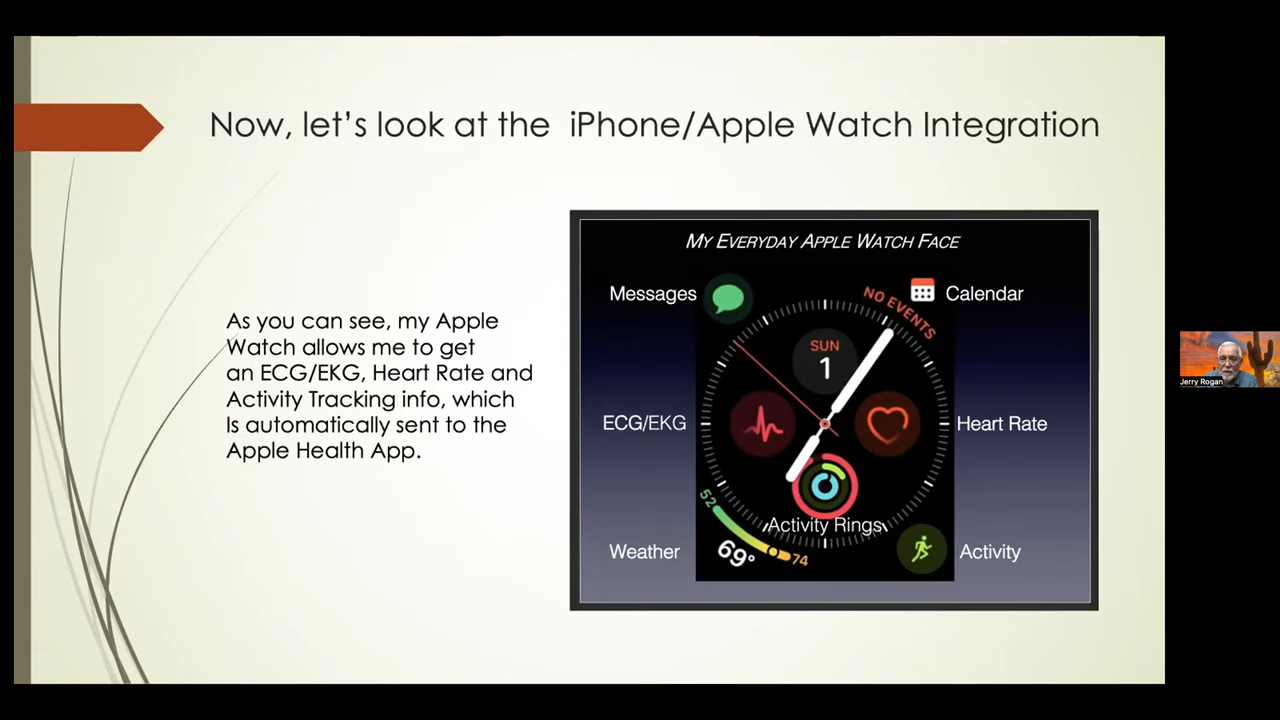 Now, let's look at the iPhone/Apple Watch Integration
As you can see, my Apple
Watch allows me to get
an ECG/EKG, Heart Rate and
Activity Tracking info, which
Is automatically sent to the
Apple Health App.
My Everyday Apple Watch Face
Messages
Calendar
NO EVENTS
SUN
1
ECG/EKG
Heart Rate
Activity Rings
52
69°
74
Weather
Activity
Jerry Rogan